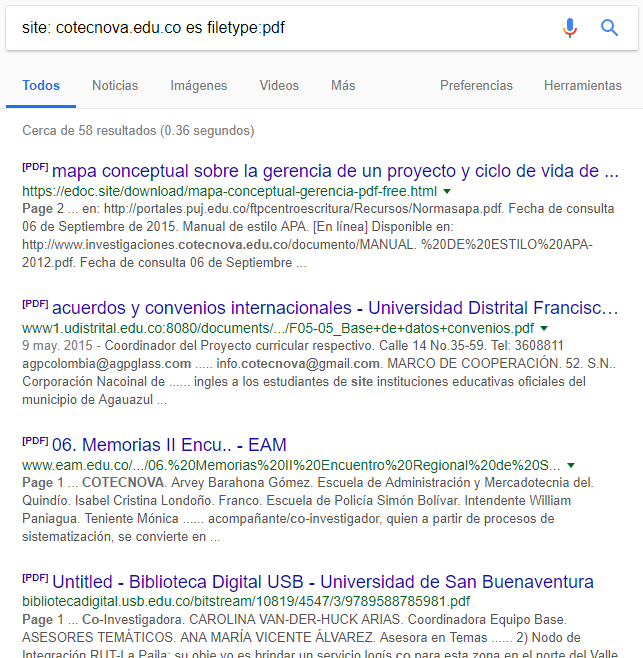 site: cotecnova.edu.co es filetype:pdf
Todos Noticias Imágenes Videos Más Preferencias Herramientas
Cerca de 58 resultados (0.36 segundos)
[PDF] mapa conceptual sobre la gerencia de un proyecto y ciclo de vida de ...
https://edoc.site/download/mapa-conceptual-gerencia-pdf-free.html
Page 2 ... en: http://portales.puj.edu.co/ftpcentroescritura/Recursos/Normasapa.pdf. Fecha de consulta
06 de Septiembre de 2015. Manual de estilo APA. [En línea] Disponible en:
http://www.investigaciones.cotecnova.edu.co/documento/MANUAL. %20DE%20ESTILO%20APA-
2012.pdf. Fecha de consulta 06 de Septiembre ...
[PDF] acuerdos y convenios internacionales - Universidad Distrital Francisc...
www1.udistrital.edu.co:8080/documents/.../F05-05_Base+de+datos+convenios.pdf
9 may. 2015 - Coordinador del Proyecto curricular respectivo. Calle 14 No.35-59. Tel: 3608811
agpcolombia@agpglass.com ..... info.cotecnova@gmail.com. MARCO DE COOPERACIÓN. 52. S.N..
Corporación Nacoinal de ...... ingles a los estudiantes de site instituciones educativas oficiales del
municipio de Agauazul ...
[PDF] 06. Memorias II Encu.. - EAM
www.eam.edu.co/.../06.%20Memorias%20II%20Encuentro%20Regional%20de%20S...
Page 1 ... COTECNOVA. Arvey Barahona Gómez. Escuela de Administración y Mercadotecnia del.
Quindío. Isabel Cristina Londoño. Franco. Escuela de Policía Simón Bolívar. Intendente William
Paniagua. Teniente Mónica ...... acompañante/co-investigador, quien a partir de procesos de
sistematización, se convierte en ...
[PDF] Untitled - Biblioteca Digital USB - Universidad de San Buenaventura
bibliotecadigital.usb.edu.co/bitstream/10819/4547/3/9789588785981.pdf
Page 1 ... Co-Investigadora. CAROLINA VAN-DER-HUCK ARIAS. Coordinadora Equipo Base.
ASESORES TEMÁTICOS. ANA MARÍA VICENTE ÁLVAREZ. Asesora en Temas ...... 2) Nodo de
Integración RUT-La Paila: su obje vo es brindar un servicio logís co para esta zona en el norte del Valle